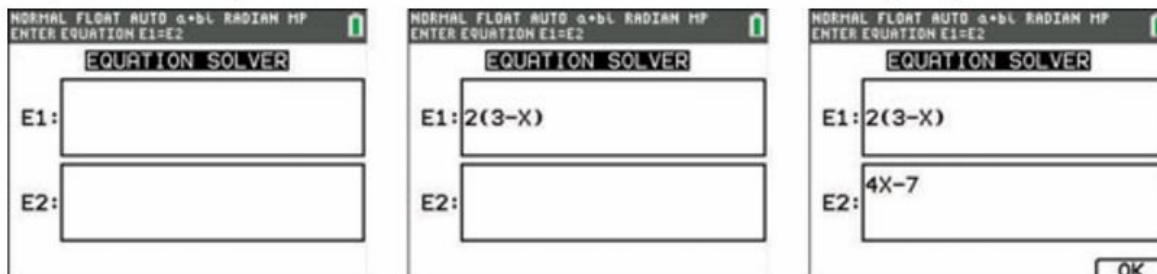 NORMAL FLOAT AUTO a+bi RADIAN MP
ENTER EQUATION E1=E2
EQUATION SOLVER
E1:
E2:
NORMAL FLOAT AUTO a+bi RADIAN MP
ENTER EQUATION E1=E2
EQUATION SOLVER
E1:2(3-X)
E2:
NORMAL FLOAT AUTO a+bi RADIAN MP
ENTER EQUATION E1=E2
EQUATION SOLVER
E1:2(3-X)
E2:4X-7
OK